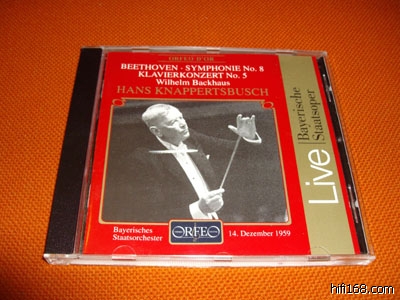 ORFEO D'OR
BEETHOVEN · SYMPHONIE No. 8
KLAVIERKONZERT No. 5
Wilhelm Backhaus
HANS KNAPPERTSBUSCH
Live
Bayerische
Staatsoper
Bayerisches
Staatsorchester
ORFEO
14. Dezember 1959
hifi168.com